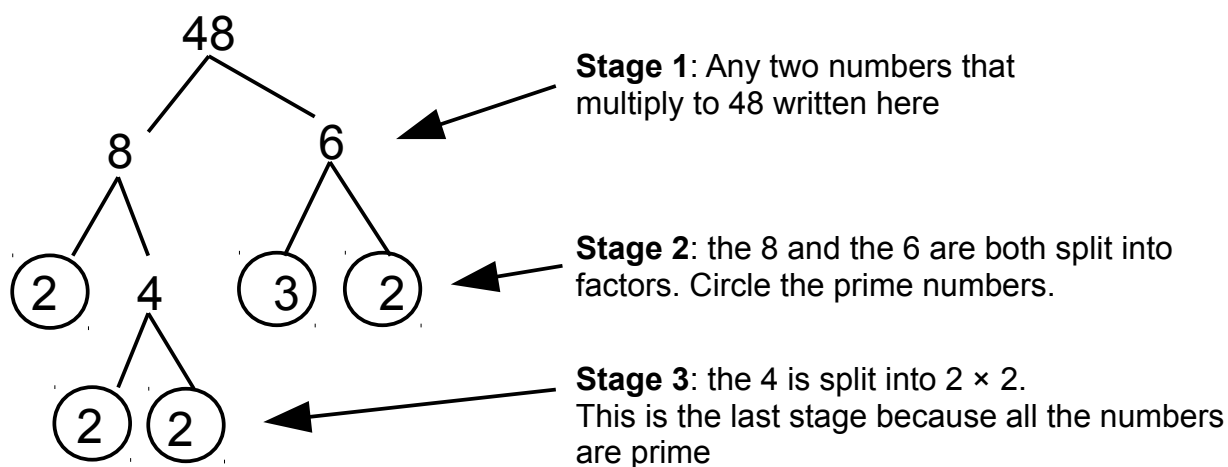 48
Stage 1: Any two numbers that
multiply to 48 written here
8 6
Stage 2: the 8 and the 6 are both split into
factors. Circle the prime numbers.
2 4 3 2
Stage 3: the 4 is split into 2 × 2.
This is the last stage because all the numbers
are prime
2 2